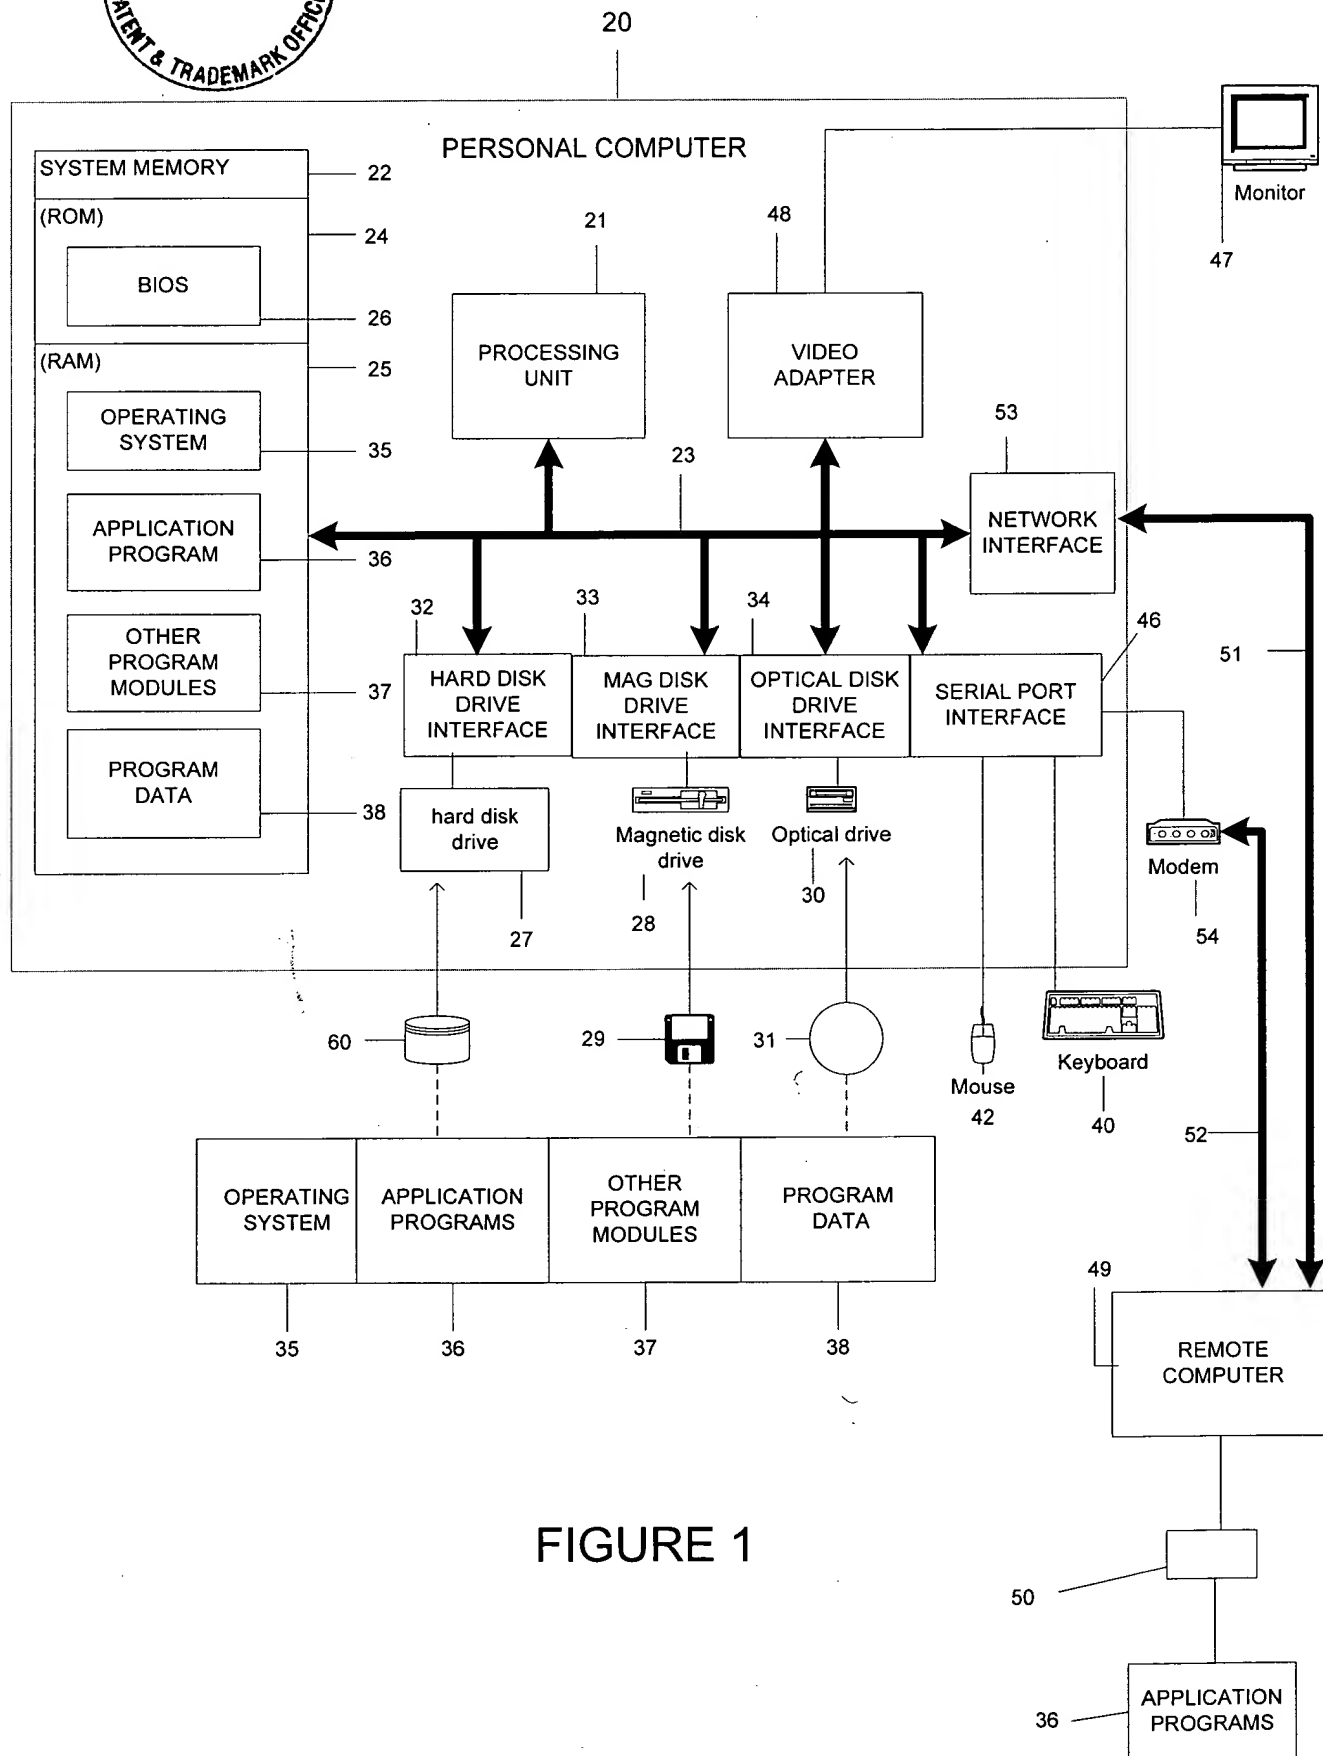 PATENT & TRADEMARK OFFICE
20
PERSONAL COMPUTER
SYSTEM MEMORY
22
(ROM)
24
BIOS
26
(RAM)
25
OPERATING
SYSTEM
35
APPLICATION
PROGRAM
36
OTHER
PROGRAM
MODULES
37
PROGRAM
DATA
38
21
PROCESSING
UNIT
48
VIDEO
ADAPTER
Monitor
47
23
53
NETWORK
INTERFACE
32
HARD DISK
DRIVE
INTERFACE
33
MAG DISK
DRIVE
INTERFACE
34
OPTICAL DISK
DRIVE
INTERFACE
46
SERIAL PORT
INTERFACE
51
hard disk
drive
27
Magnetic disk
drive
28
Optical drive
30
Modem
54
60
29
31
Mouse
42
Keyboard
40
52
OPERATING
SYSTEM
APPLICATION
PROGRAMS
OTHER
PROGRAM
MODULES
PROGRAM
DATA
35
36
37
38
49
REMOTE
COMPUTER
FIGURE 1
50
36
APPLICATION
PROGRAMS